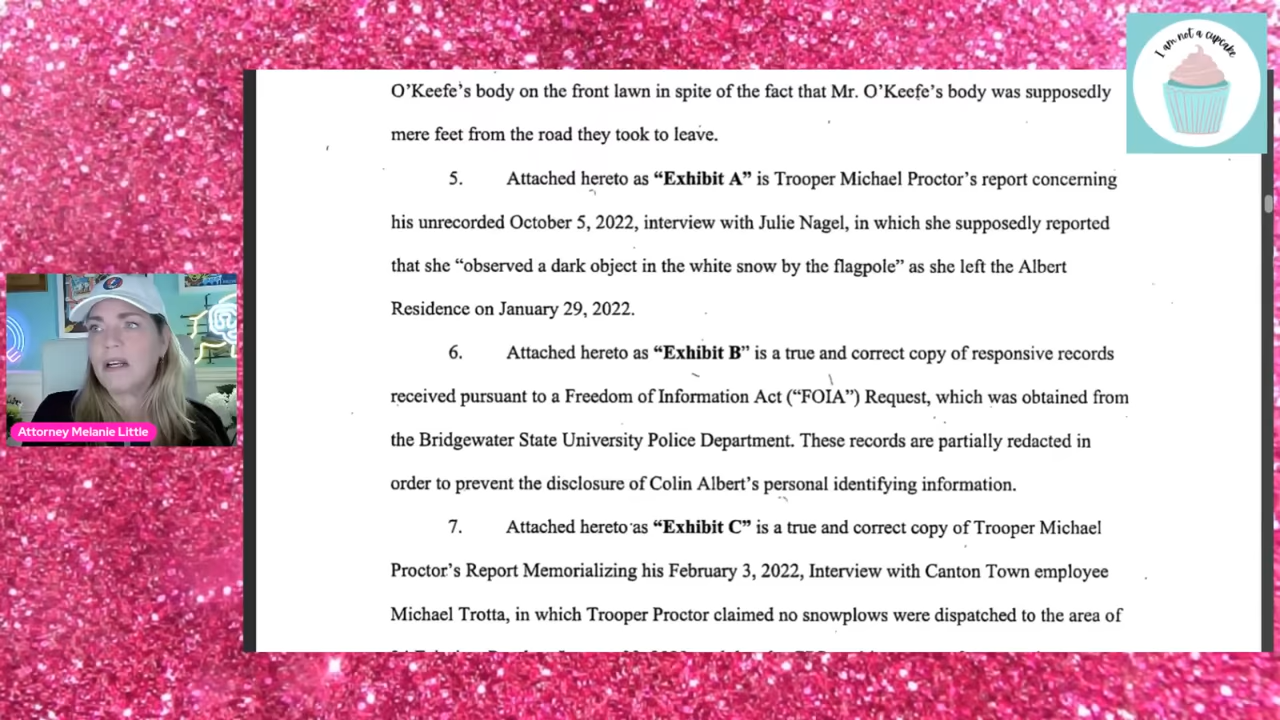 I am not a cupcake
O’Keefe’s body on the front lawn in spite of the fact that Mr. O’Keefe’s body was supposedly
mere feet from the road they took to leave.
5. Attached hereto as “Exhibit A” is Trooper Michael Proctor’s report concerning
his unrecorded October 5, 2022, interview with Julie Nagel, in which she supposedly reported
that she “observed a dark object in the white snow by the flagpole” as she left the Albert
Residence on January 29, 2022.
6. Attached hereto as “Exhibit B” is a true and correct copy of responsive records
received pursuant to a Freedom of Information Act (“FOIA”) Request, which was obtained from
the Bridgewater State University Police Department. These records are partially redacted in
order to prevent the disclosure of Colin Albert’s personal identifying information.
7. Attached hereto as “Exhibit C” is a true and correct copy of Trooper Michael
Proctor’s Report Memorializing his February 3, 2022, Interview with Canton Town employee
Michael Trotta, in which Trooper Proctor claimed no snowplows were dispatched to the area of
Attorney Melanie Little